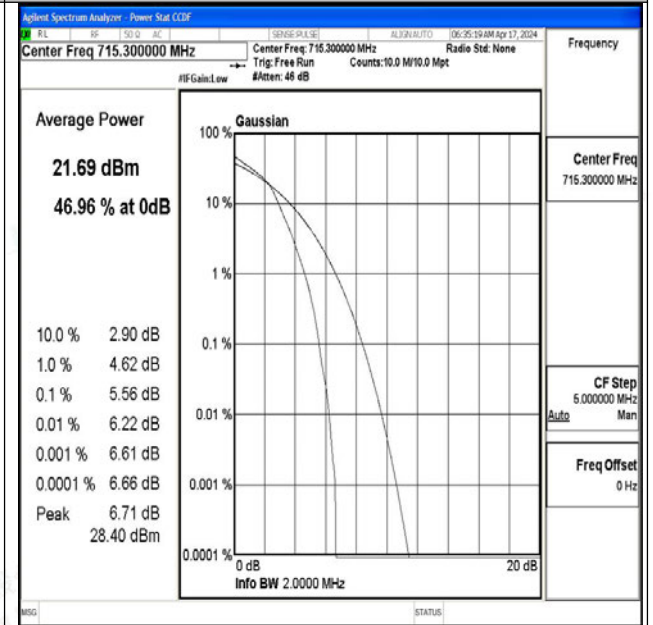 Agilent Spectrum Analyzer - Power Stat CCDF
RL RF 50 Ω AC SENSE:PULSE ALIGN AUTO 06:35:19 AM Apr 17, 2024
Center Freq 715.300000 MHz
Center Freq: 715.300000 MHz Radio Std: None
Trig: Free Run Counts:10.0 M/10.0 Mpt
#IFGain:Low #Atten: 46 dB
Frequency
Average Power
21.69 dBm
46.96 % at 0dB
10.0 % 2.90 dB
1.0 % 4.62 dB
0.1 % 5.56 dB
0.01 % 6.22 dB
0.001 % 6.61 dB
0.0001 % 6.66 dB
Peak 6.71 dB
28.40 dBm
Gaussian
100 %
10 %
1 %
0.1 %
0.01 %
0.001 %
0.0001 %
0 dB 20 dB
Info BW 2.0000 MHz
Center Freq
715.300000 MHz
CF Step
5.000000 MHz
Auto Man
Freq Offset
0 Hz
MSG STATUS